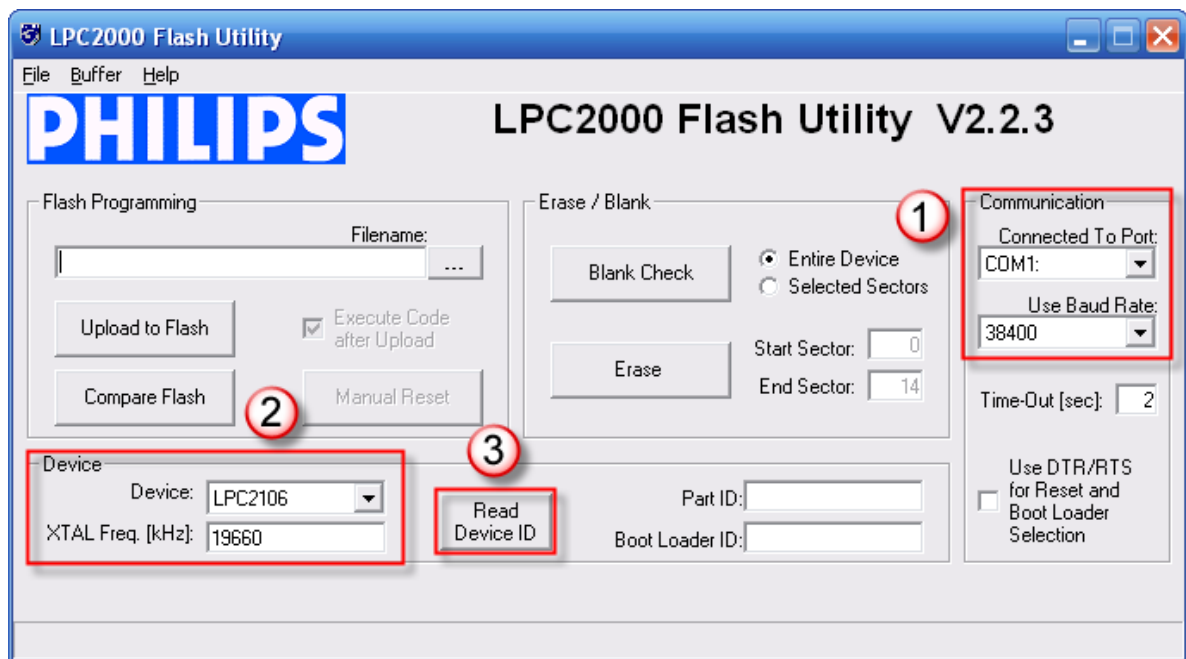 LPC2000 Flash Utility
File Buffer Help
PHILIPS
LPC2000 Flash Utility V2.2.3
Flash Programming
Filename:
...
Upload to Flash
Execute Code
after Upload
Compare Flash
Manual Reset
2
Erase / Blank
Blank Check
Entire Device
Selected Sectors
Erase
Start Sector: 0
End Sector: 14
1
Communication
Connected To Port:
COM1:
Use Baud Rate:
38400
Time-Out [sec]: 2
Use DTR/RTS
for Reset and
Boot Loader
Selection
Device
Device: LPC2106
XTAL Freq. [kHz]: 19660
3
Read
Device ID
Part ID:
Boot Loader ID: